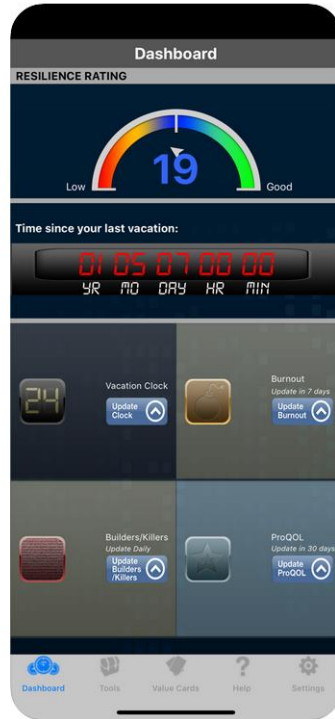 Dashboard
RESILIENCE RATING
19
Low
Good
Time since your last vacation:
01 05 07 00 00
YR MO DAY HR MIN
24
Vacation Clock
Update
Clock
Burnout
Update in 7 days
Update
Burnout
Builders/Killers
Update Daily
Update
Builders
/Killers
ProQOL
Update in 30 days
Update
ProQOL
Dashboard
Tools
Value Cards
?
Help
Settings